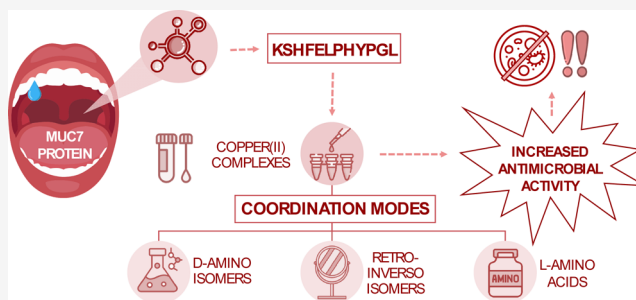 MUC7
PROTEIN
KSHFELPHYPGL
COPPER(II)
COMPLEXES
INCREASED
ANTIMICROBIAL
ACTIVITY
COORDINATION MODES
D-AMINO
ISOMERS
RETRO-
INVERSO
ISOMERS
AMINO
L-AMINO
ACIDS